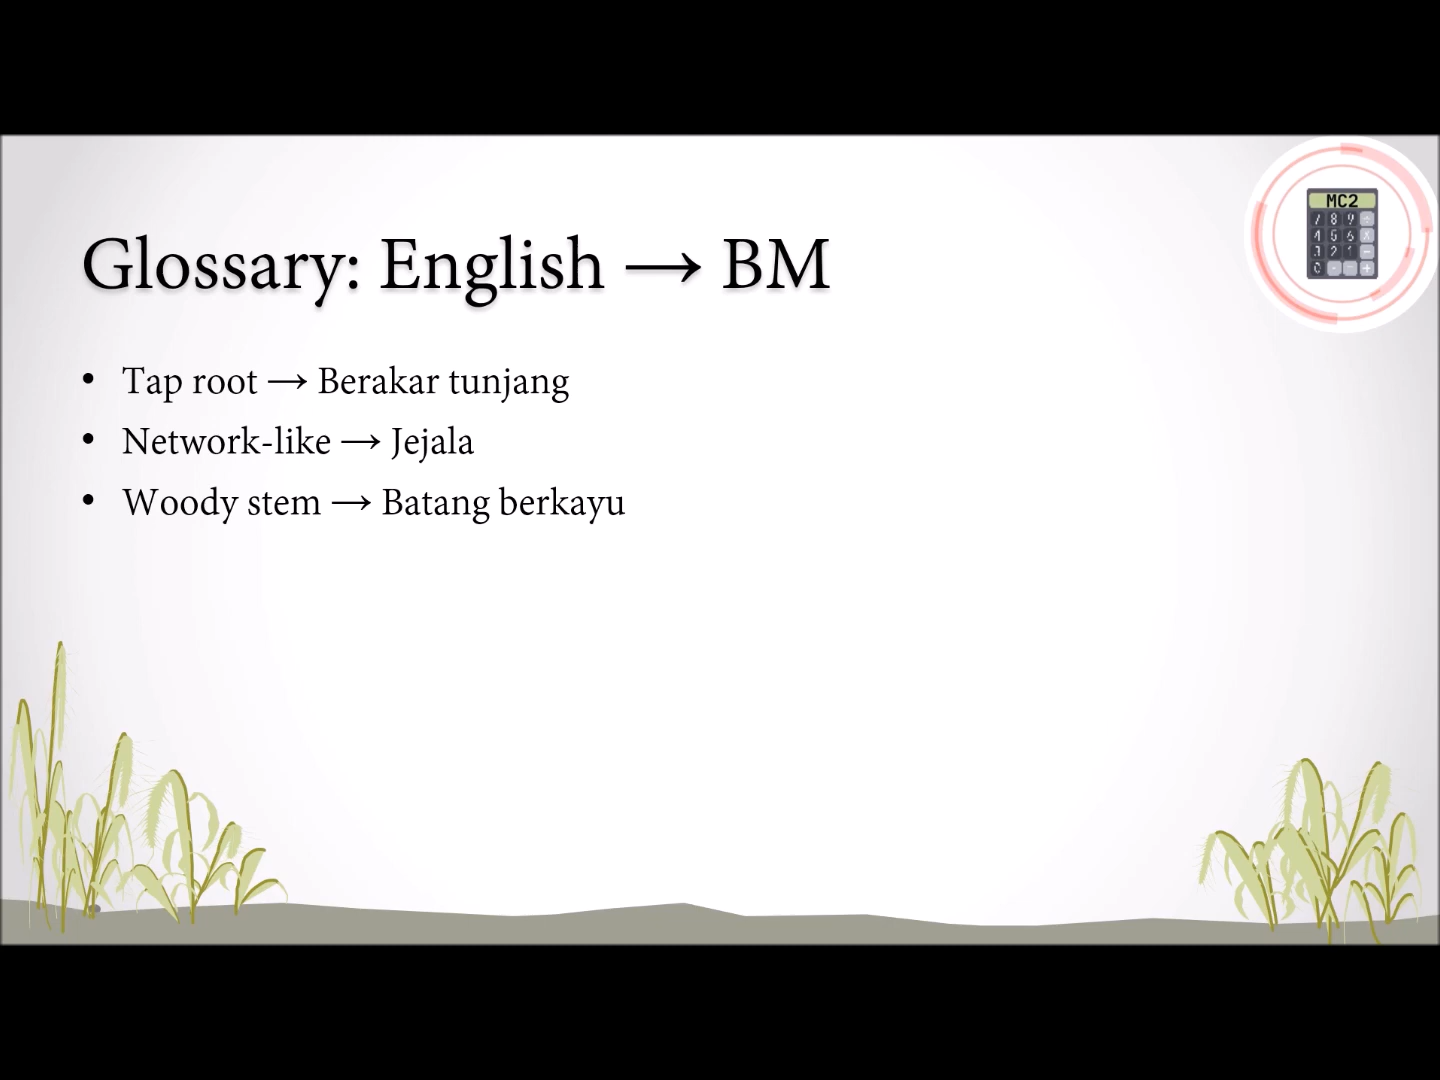 MC2
Glossary: English → BM
• Tap root → Berakar tunjang
• Network-like → Jejala
• Woody stem → Batang berkayu